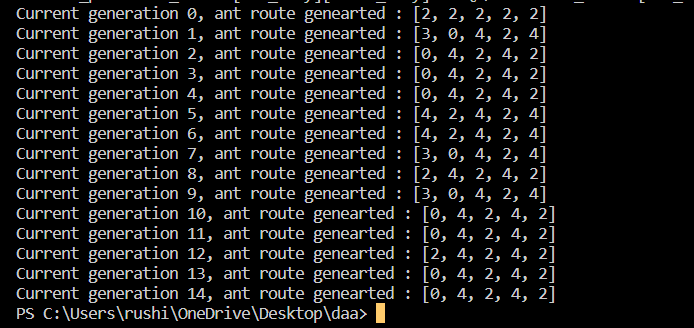 Current generation 0, ant route genearted : [2, 2, 2, 2, 2]
Current generation 1, ant route genearted : [3, 0, 4, 2, 4]
Current generation 2, ant route genearted : [0, 4, 2, 4, 2]
Current generation 3, ant route genearted : [0, 4, 2, 4, 2]
Current generation 4, ant route genearted : [0, 4, 2, 4, 2]
Current generation 5, ant route genearted : [4, 2, 4, 2, 4]
Current generation 6, ant route genearted : [4, 2, 4, 2, 4]
Current generation 7, ant route genearted : [3, 0, 4, 2, 4]
Current generation 8, ant route genearted : [2, 4, 2, 4, 2]
Current generation 9, ant route genearted : [3, 0, 4, 2, 4]
Current generation 10, ant route genearted : [0, 4, 2, 4, 2]
Current generation 11, ant route genearted : [0, 4, 2, 4, 2]
Current generation 12, ant route genearted : [2, 4, 2, 4, 2]
Current generation 13, ant route genearted : [0, 4, 2, 4, 2]
Current generation 14, ant route genearted : [0, 4, 2, 4, 2]
PS C:\Users\rushi\OneDrive\Desktop\daa>